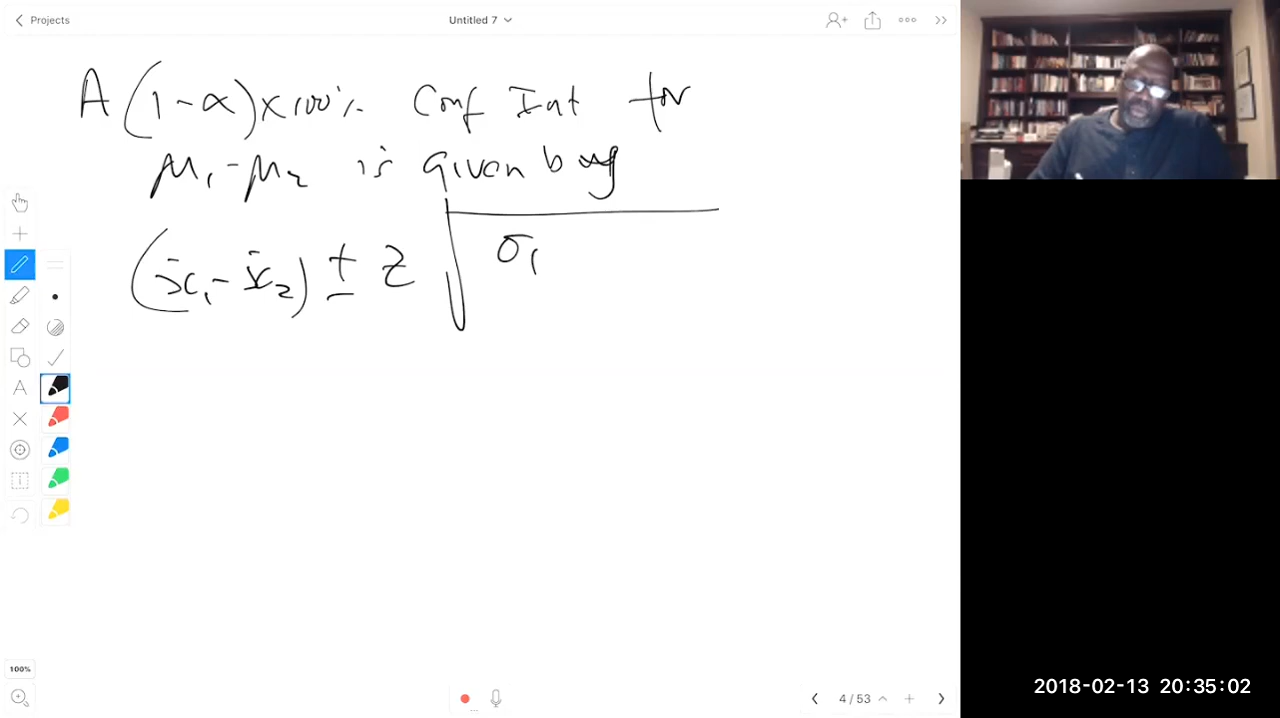 Projects
Untitled 7
A (1-α)×100% Conf Int for
μ₁-μ₂ is given by
(x̄₁-x̄₂) ± z √σ₁
A
100%
4 / 53
2018-02-13 20:35:02